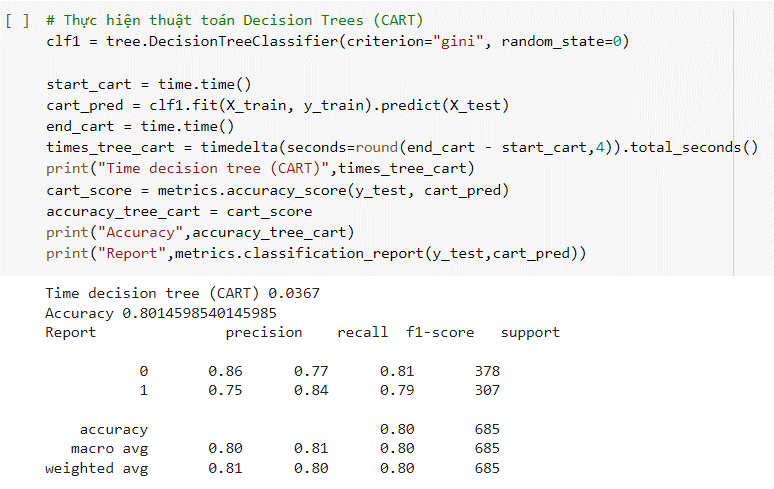 [ ] # Thực hiện thuật toán Decision Trees (CART)
clf1 = tree.DecisionTreeClassifier(criterion="gini", random_state=0)
start_cart = time.time()
cart_pred = clf1.fit(X_train, y_train).predict(X_test)
end_cart = time.time()
times_tree_cart = timedelta(seconds=round(end_cart - start_cart,4)).total_seconds()
print("Time decision tree (CART)",times_tree_cart)
cart_score = metrics.accuracy_score(y_test, cart_pred)
accuracy_tree_cart = cart_score
print("Accuracy",accuracy_tree_cart)
print("Report",metrics.classification_report(y_test,cart_pred))
Time decision tree (CART) 0.0367
Accuracy 0.8014598540145985
Report precision recall f1-score support
0 0.86 0.77 0.81 378
1 0.75 0.84 0.79 307
accuracy 0.80 685
macro avg 0.80 0.81 0.80 685
weighted avg 0.81 0.80 0.80 685